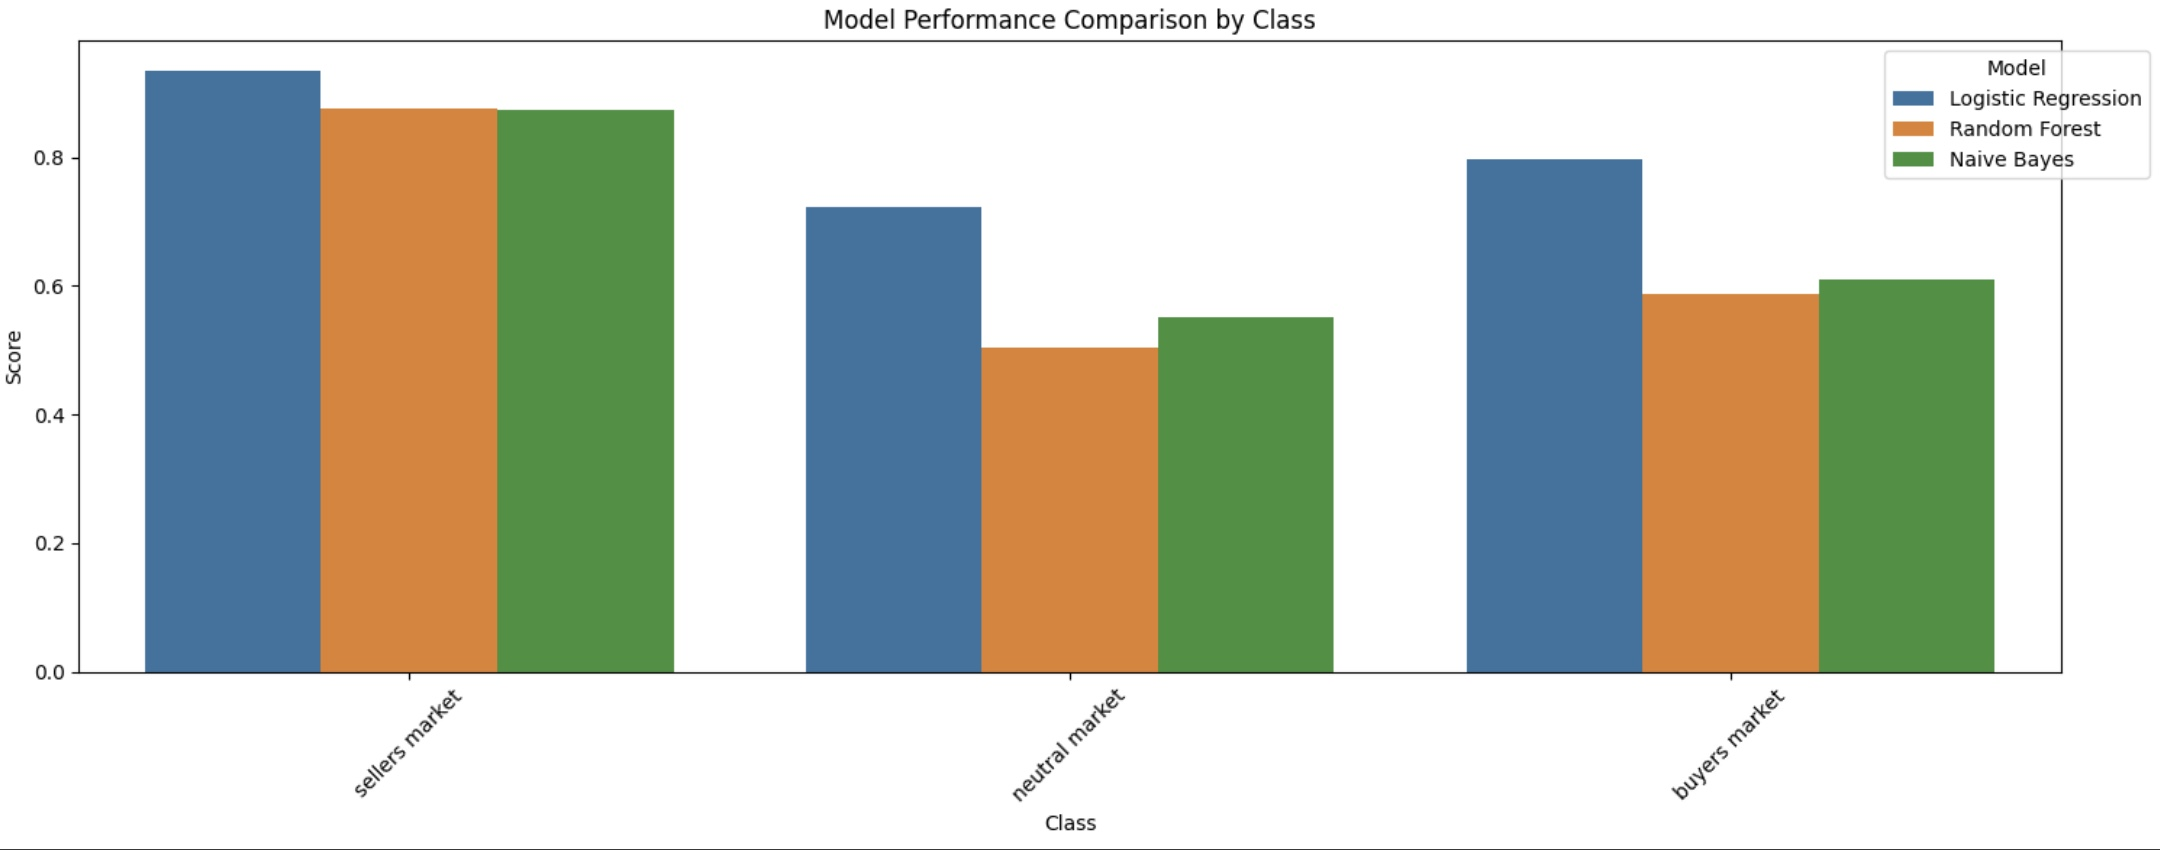 Model Performance Comparison by Class
Model
Logistic Regression
Random Forest
Naive Bayes
Score
0.8
0.6
0.4
0.2
0.0
sellers market
neutral market
buyers market
Class